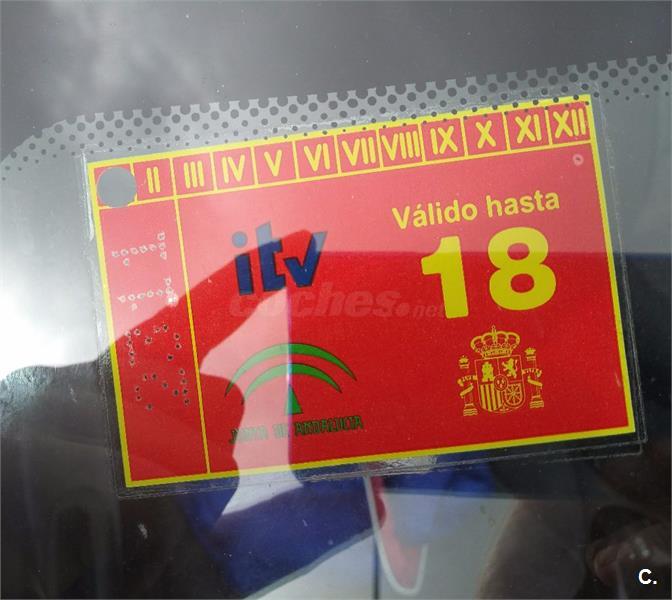 II III IV V VI VII VIII IX X XI XII
Válido hasta
18
itv
coches.net
JUNTA DE ANDALUCIA
C.